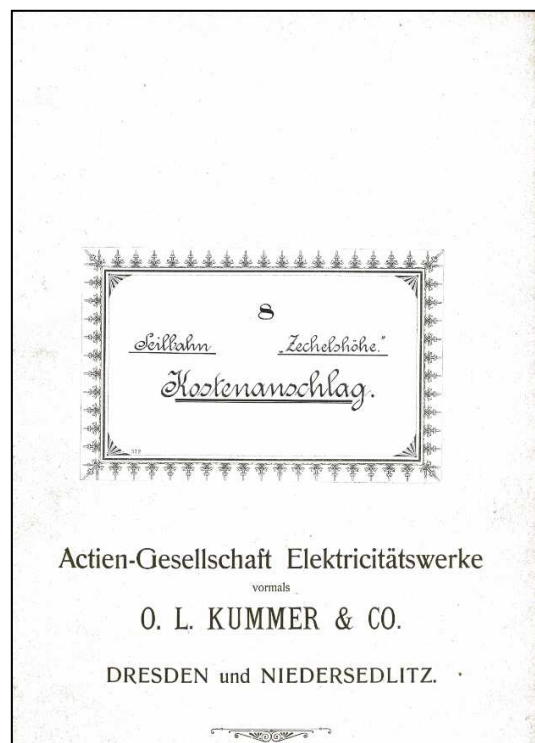 8
Seilbahn „Zechelshöhe."
Kostenanschlag.
Actien-Gesellschaft Elektricitätswerke
vormals
O. L. KUMMER & CO.
DRESDEN und NIEDERSEDLITZ.